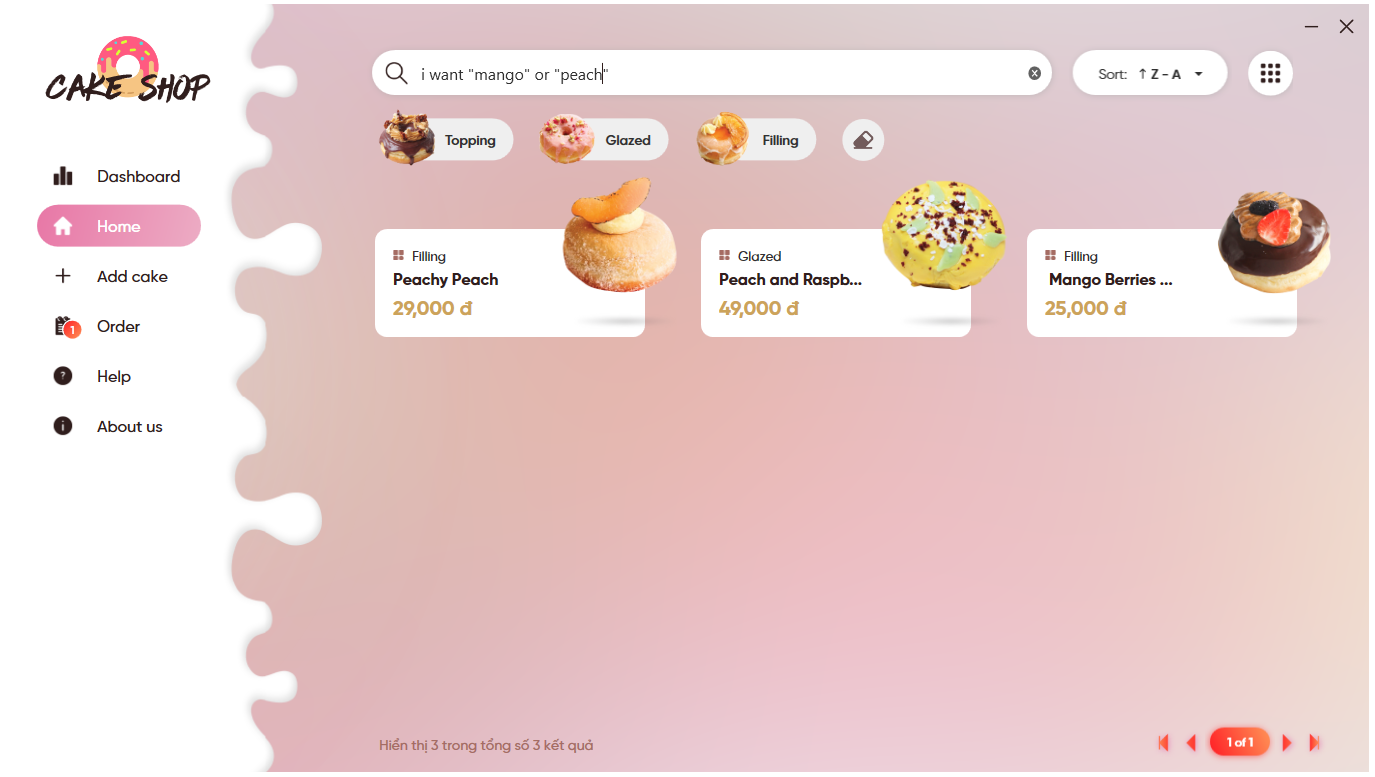 CAKE SHOP
Dashboard
Home
Add cake
1
Order
Help
About us
i want "mango" or "peach"
Sort: ↑ Z - A
Topping
Glazed
Filling
Filling
Peachy Peach
29,000 đ
Glazed
Peach and Raspb...
49,000 đ
Filling
Mango Berries ...
25,000 đ
Hiển thị 3 trong tổng số 3 kết quả
1 of 1